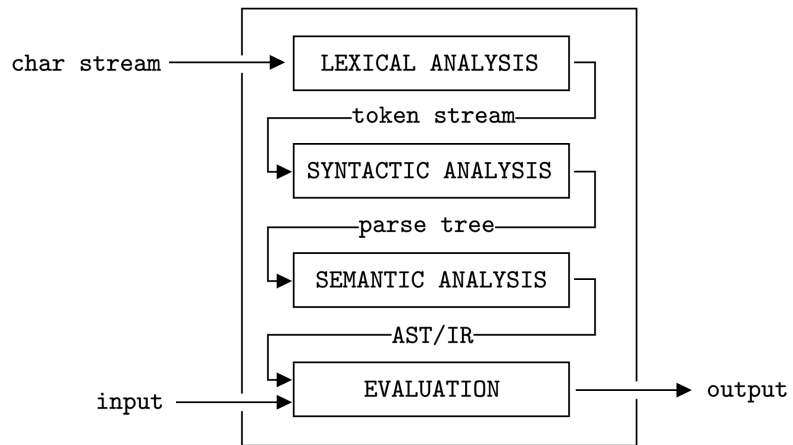 char stream
LEXICAL ANALYSIS
token stream
SYNTACTIC ANALYSIS
parse tree
SEMANTIC ANALYSIS
AST/IR
input
EVALUATION
output